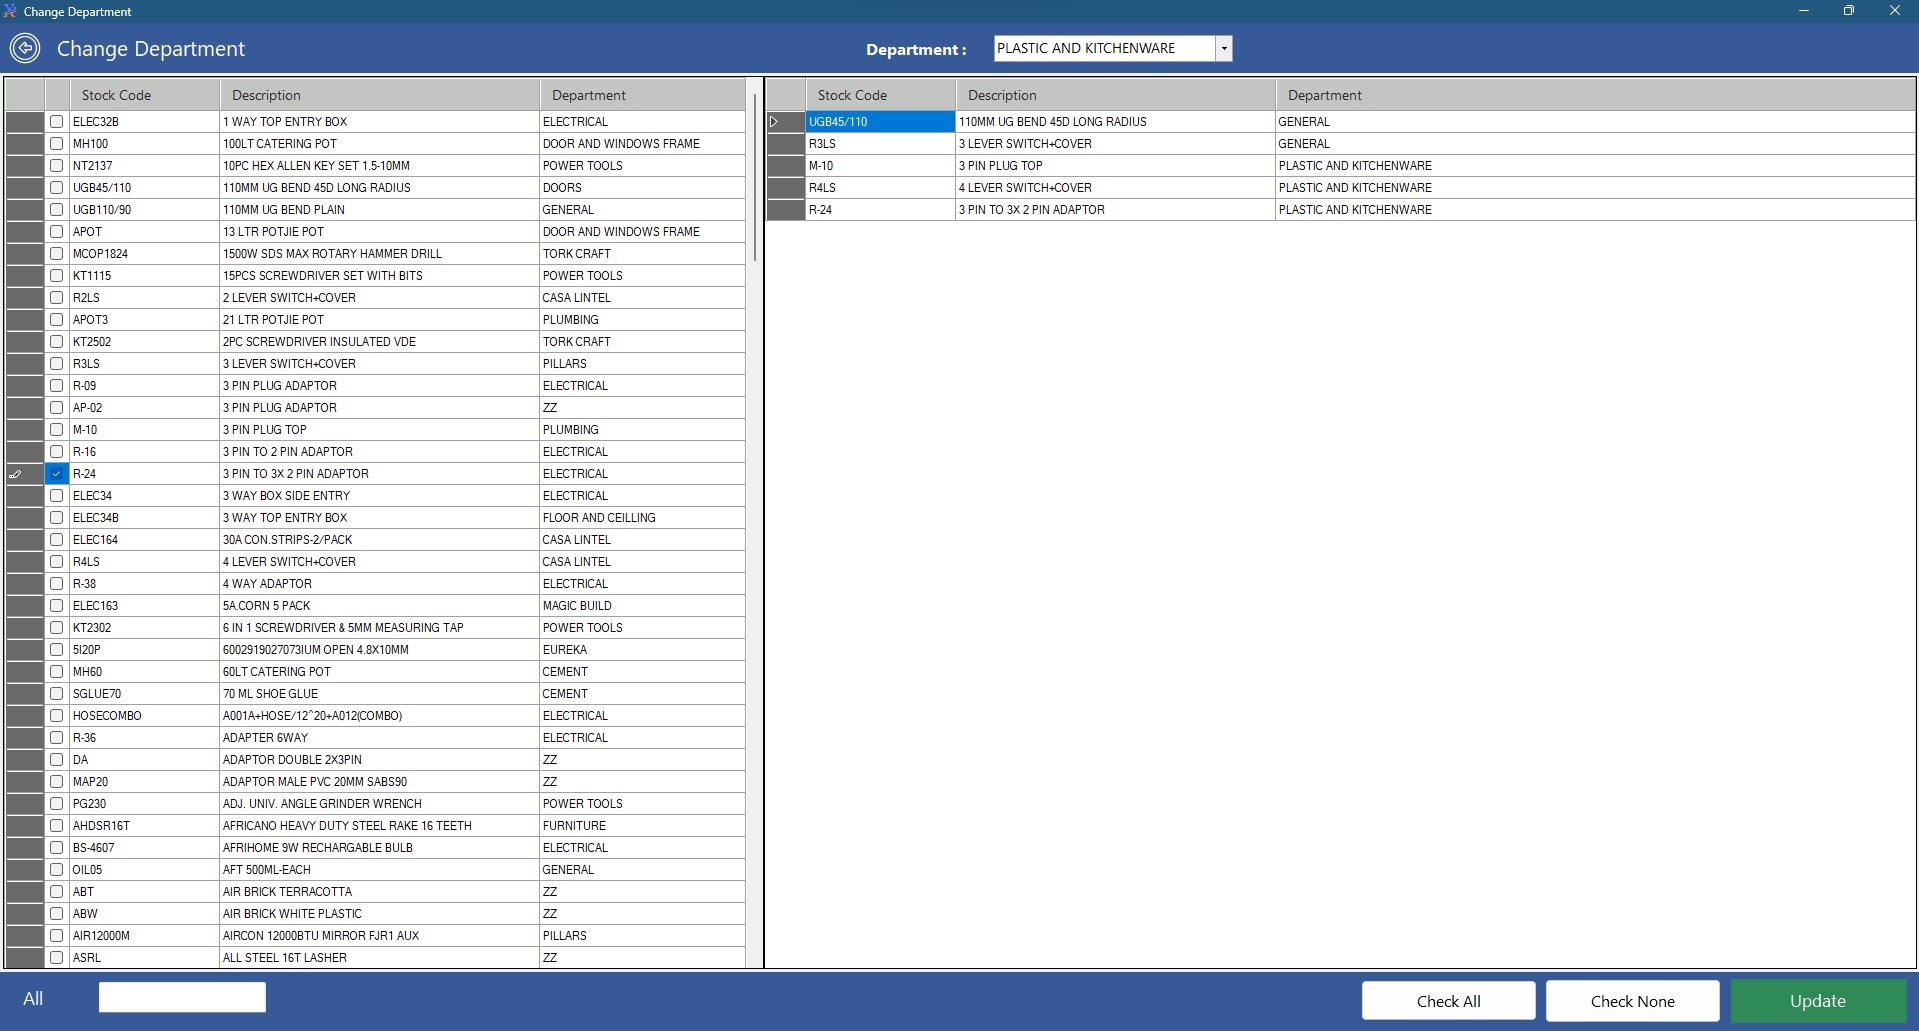 Change Department
Change Department
Department :
PLASTIC AND KITCHENWARE
Stock Code Description Department
ELEC32B 1 WAY TOP ENTRY BOX ELECTRICAL
MH100 100LT CATERING POT DOOR AND WINDOWS FRAME
NT2137 10PC HEX ALLEN KEY SET 1.5-10MM POWER TOOLS
UGB45/110 110MM UG BEND 45D LONG RADIUS DOORS
UGB110/90 110MM UG BEND PLAIN GENERAL
APOT 13 LTR POTJIE POT DOOR AND WINDOWS FRAME
MCOP1824 1500W SDS MAX ROTARY HAMMER DRILL TORK CRAFT
KT1115 15PCS SCREWDRIVER SET WITH BITS POWER TOOLS
R2LS 2 LEVER SWITCH+COVER CASA LINTEL
APOT3 21 LTR POTJIE POT PLUMBING
KT2502 2PC SCREWDRIVER INSULATED VDE TORK CRAFT
R3LS 3 LEVER SWITCH+COVER PILLARS
R-09 3 PIN PLUG ADAPTOR ELECTRICAL
AP-02 3 PIN PLUG ADAPTOR ZZ
M-10 3 PIN PLUG TOP PLUMBING
R-16 3 PIN TO 2 PIN ADAPTOR ELECTRICAL
R-24 3 PIN TO 3X 2 PIN ADAPTOR ELECTRICAL
ELEC34 3 WAY BOX SIDE ENTRY ELECTRICAL
ELEC34B 3 WAY TOP ENTRY BOX FLOOR AND CEILLING
ELEC164 30A CON.STRIPS-2/PACK CASA LINTEL
R4LS 4 LEVER SWITCH+COVER CASA LINTEL
R-38 4 WAY ADAPTOR ELECTRICAL
ELEC163 5A.CORN 5 PACK MAGIC BUILD
KT2302 6 IN 1 SCREWDRIVER & 5MM MEASURING TAP POWER TOOLS
5I20P 6002919027073IUM OPEN 4.8X10MM EUREKA
MH60 60LT CATERING POT CEMENT
SGLUE70 70 ML SHOE GLUE CEMENT
HOSECOMBO A001A+HOSE/12^20+A012(COMBO) ELECTRICAL
R-36 ADAPTER 6WAY ELECTRICAL
DA ADAPTOR DOUBLE 2X3PIN ZZ
MAP20 ADAPTOR MALE PVC 20MM SABS90 ZZ
PG230 ADJ. UNIV. ANGLE GRINDER WRENCH POWER TOOLS
AHDSR16T AFRICANO HEAVY DUTY STEEL RAKE 16 TEETH FURNITURE
BS-4607 AFRIHOME 9W RECHARGABLE BULB ELECTRICAL
OIL05 AFT 500ML-EACH GENERAL
ABT AIR BRICK TERRACOTTA ZZ
ABW AIR BRICK WHITE PLASTIC ZZ
AIR12000M AIRCON 12000BTU MIRROR FJR1 AUX PILLARS
ASRL ALL STEEL 16T LASHER ZZ
Stock Code Description Department
UGB45/110 110MM UG BEND 45D LONG RADIUS GENERAL
R3LS 3 LEVER SWITCH+COVER GENERAL
M-10 3 PIN PLUG TOP PLASTIC AND KITCHENWARE
R4LS 4 LEVER SWITCH+COVER PLASTIC AND KITCHENWARE
R-24 3 PIN TO 3X 2 PIN ADAPTOR PLASTIC AND KITCHENWARE
All
Check All
Check None
Update